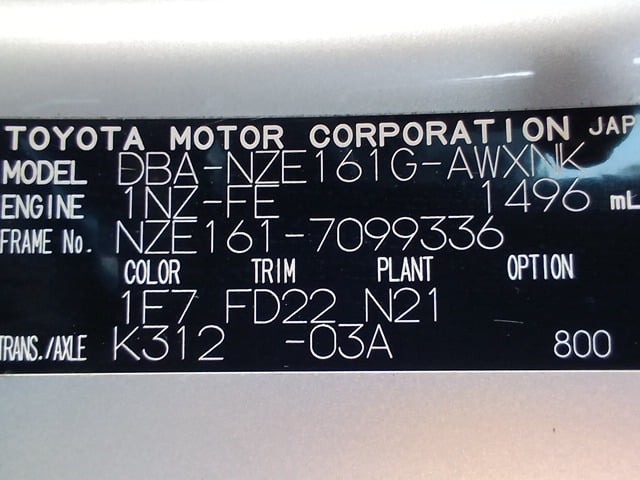 TOYOTA MOTOR CORPORATION JAP
MODEL DBA-NZE161G-AWXNK
ENGINE 1NZ-FE 1496 mL
FRAME No. NZE161-7099336
COLOR TRIM PLANT OPTION
1E7 FD22 N21
TRANS./AXLE K312 -03A 800